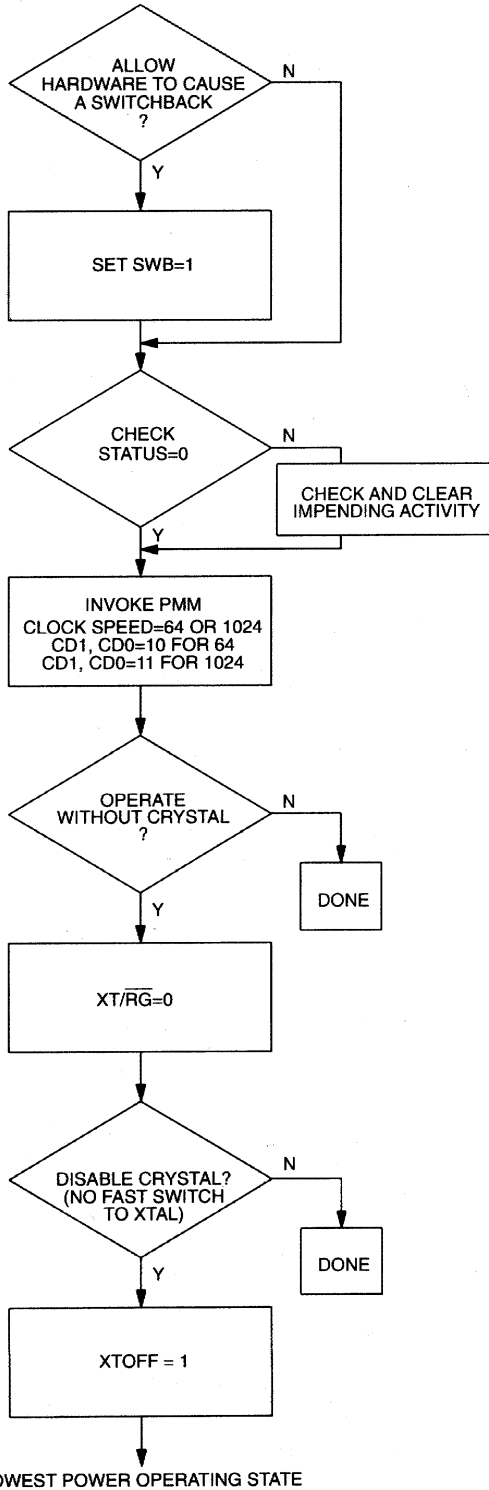 ALLOW
HARDWARE TO CAUSE
A SWITCHBACK
?
N
Y
SET SWB=1
CHECK
STATUS=0
N
CHECK AND CLEAR
IMPENDING ACTIVITY
Y
INVOKE PMM
CLOCK SPEED=64 OR 1024
CD1, CD0=10 FOR 64
CD1, CD0=11 FOR 1024
OPERATE
WITHOUT CRYSTAL
?
N
DONE
Y
XT/R̅G̅=0
DISABLE CRYSTAL?
(NO FAST SWITCH
TO XTAL)
N
DONE
Y
XTOFF = 1
OWEST POWER OPERATING STATE